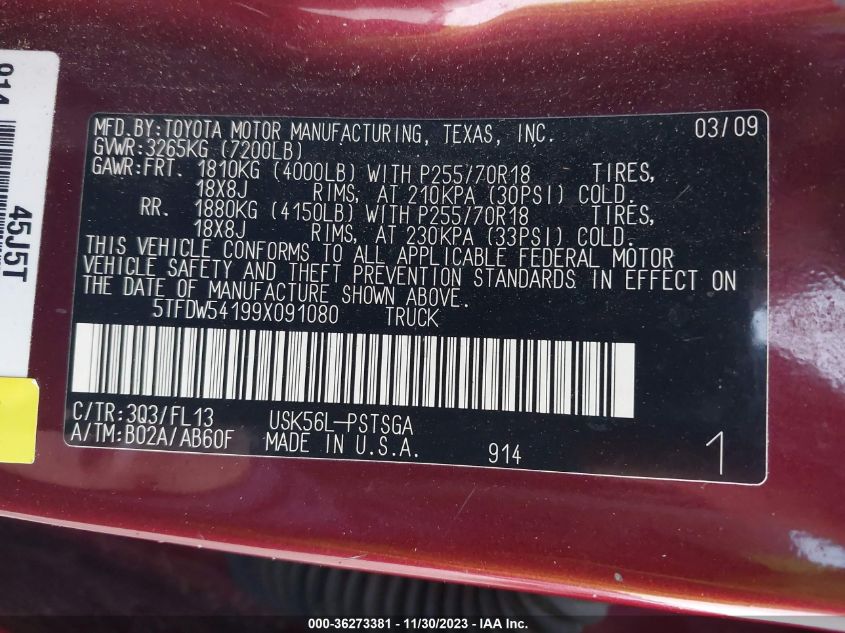 MFD.BY:TOYOTA MOTOR MANUFACTURING, TEXAS, INC. 03/09
GVWR:3265KG (7200LB)
GAWR:FRT. 1810KG (4000LB) WITH P255/70R18 TIRES,
18X8J RIMS, AT 210KPA (30PSI) COLD.
RR. 1880KG (4150LB) WITH P255/70R18 TIRES,
18X8J RIMS, AT 230KPA (33PSI) COLD.
THIS VEHICLE CONFORMS TO ALL APPLICABLE FEDERAL MOTOR
VEHICLE SAFETY AND THEFT PREVENTION STANDARDS IN EFFECT ON
THE DATE OF MANUFACTURE SHOWN ABOVE.
5TFDW54199X091080 TRUCK
C/TR:3Q3/FL13 USK56L-PSTSGA
A/TM:B02A/AB60F MADE IN U.S.A. 914 1
914
45J5T
000-36273381 - 11/30/2023 - Copyright © IAA, LLC.